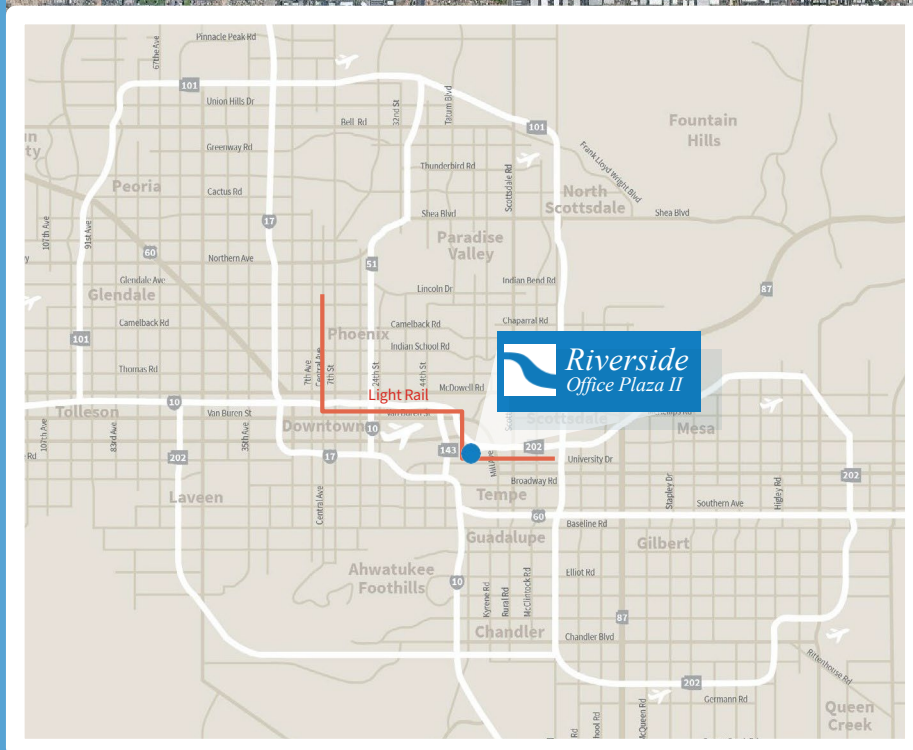 Pinnacle Peak Rd
67th Ave
101
Union Hills Dr
32nd St
Tatum Blvd
Bell Rd
101
Fountain
Hills
Greenway Rd
Thunderbird Rd
Scottsdale Rd
Frank Lloyd Wright Blvd
Peoria
Cactus Rd
North
Scottsdale
Shea Blvd
Shea Blvd
17
107th Ave
91st Ave
Paradise
Valley
60
Northern Ave
51
Glendale Ave
Glendale
Lincoln Dr
Indian Bend Rd
87
Camelback Rd
Phoenix
Camelback Rd
Chaparral Rd
101
Indian School Rd
Riverside
Office Plaza II
Thomas Rd
7th Ave
Central Ave
7th St
24th St
44th St
McDowell Rd
Light Rail
Tolleson
10
Van Buren St
Van Buren St
Scottsdale
Downtown
10
Mesa
107th Ave
83rd Ave
35th Ave
143
202
Mill Ave
University Dr
202
17
202
Broadway Rd
Laveen
Central Ave
Tempe
Stapley Dr
Southern Ave
Higley Rd
60
Baseline Rd
Guadalupe
Gilbert
Ahwatukee
Foothills
10
Elliot Rd
Kyrene Rd
Rural Rd
McClintock Rd
87
Chandler
Chandler Blvd
Rittenhouse Rd
202
Germann Rd
Queen
Creek
McQueen Rd